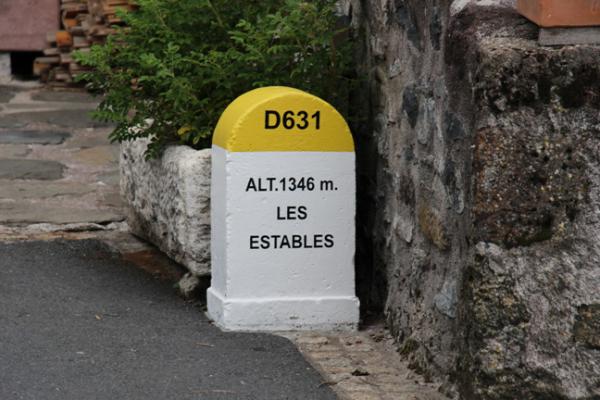 D631
ALT.1346 m.
LES
ESTABLES